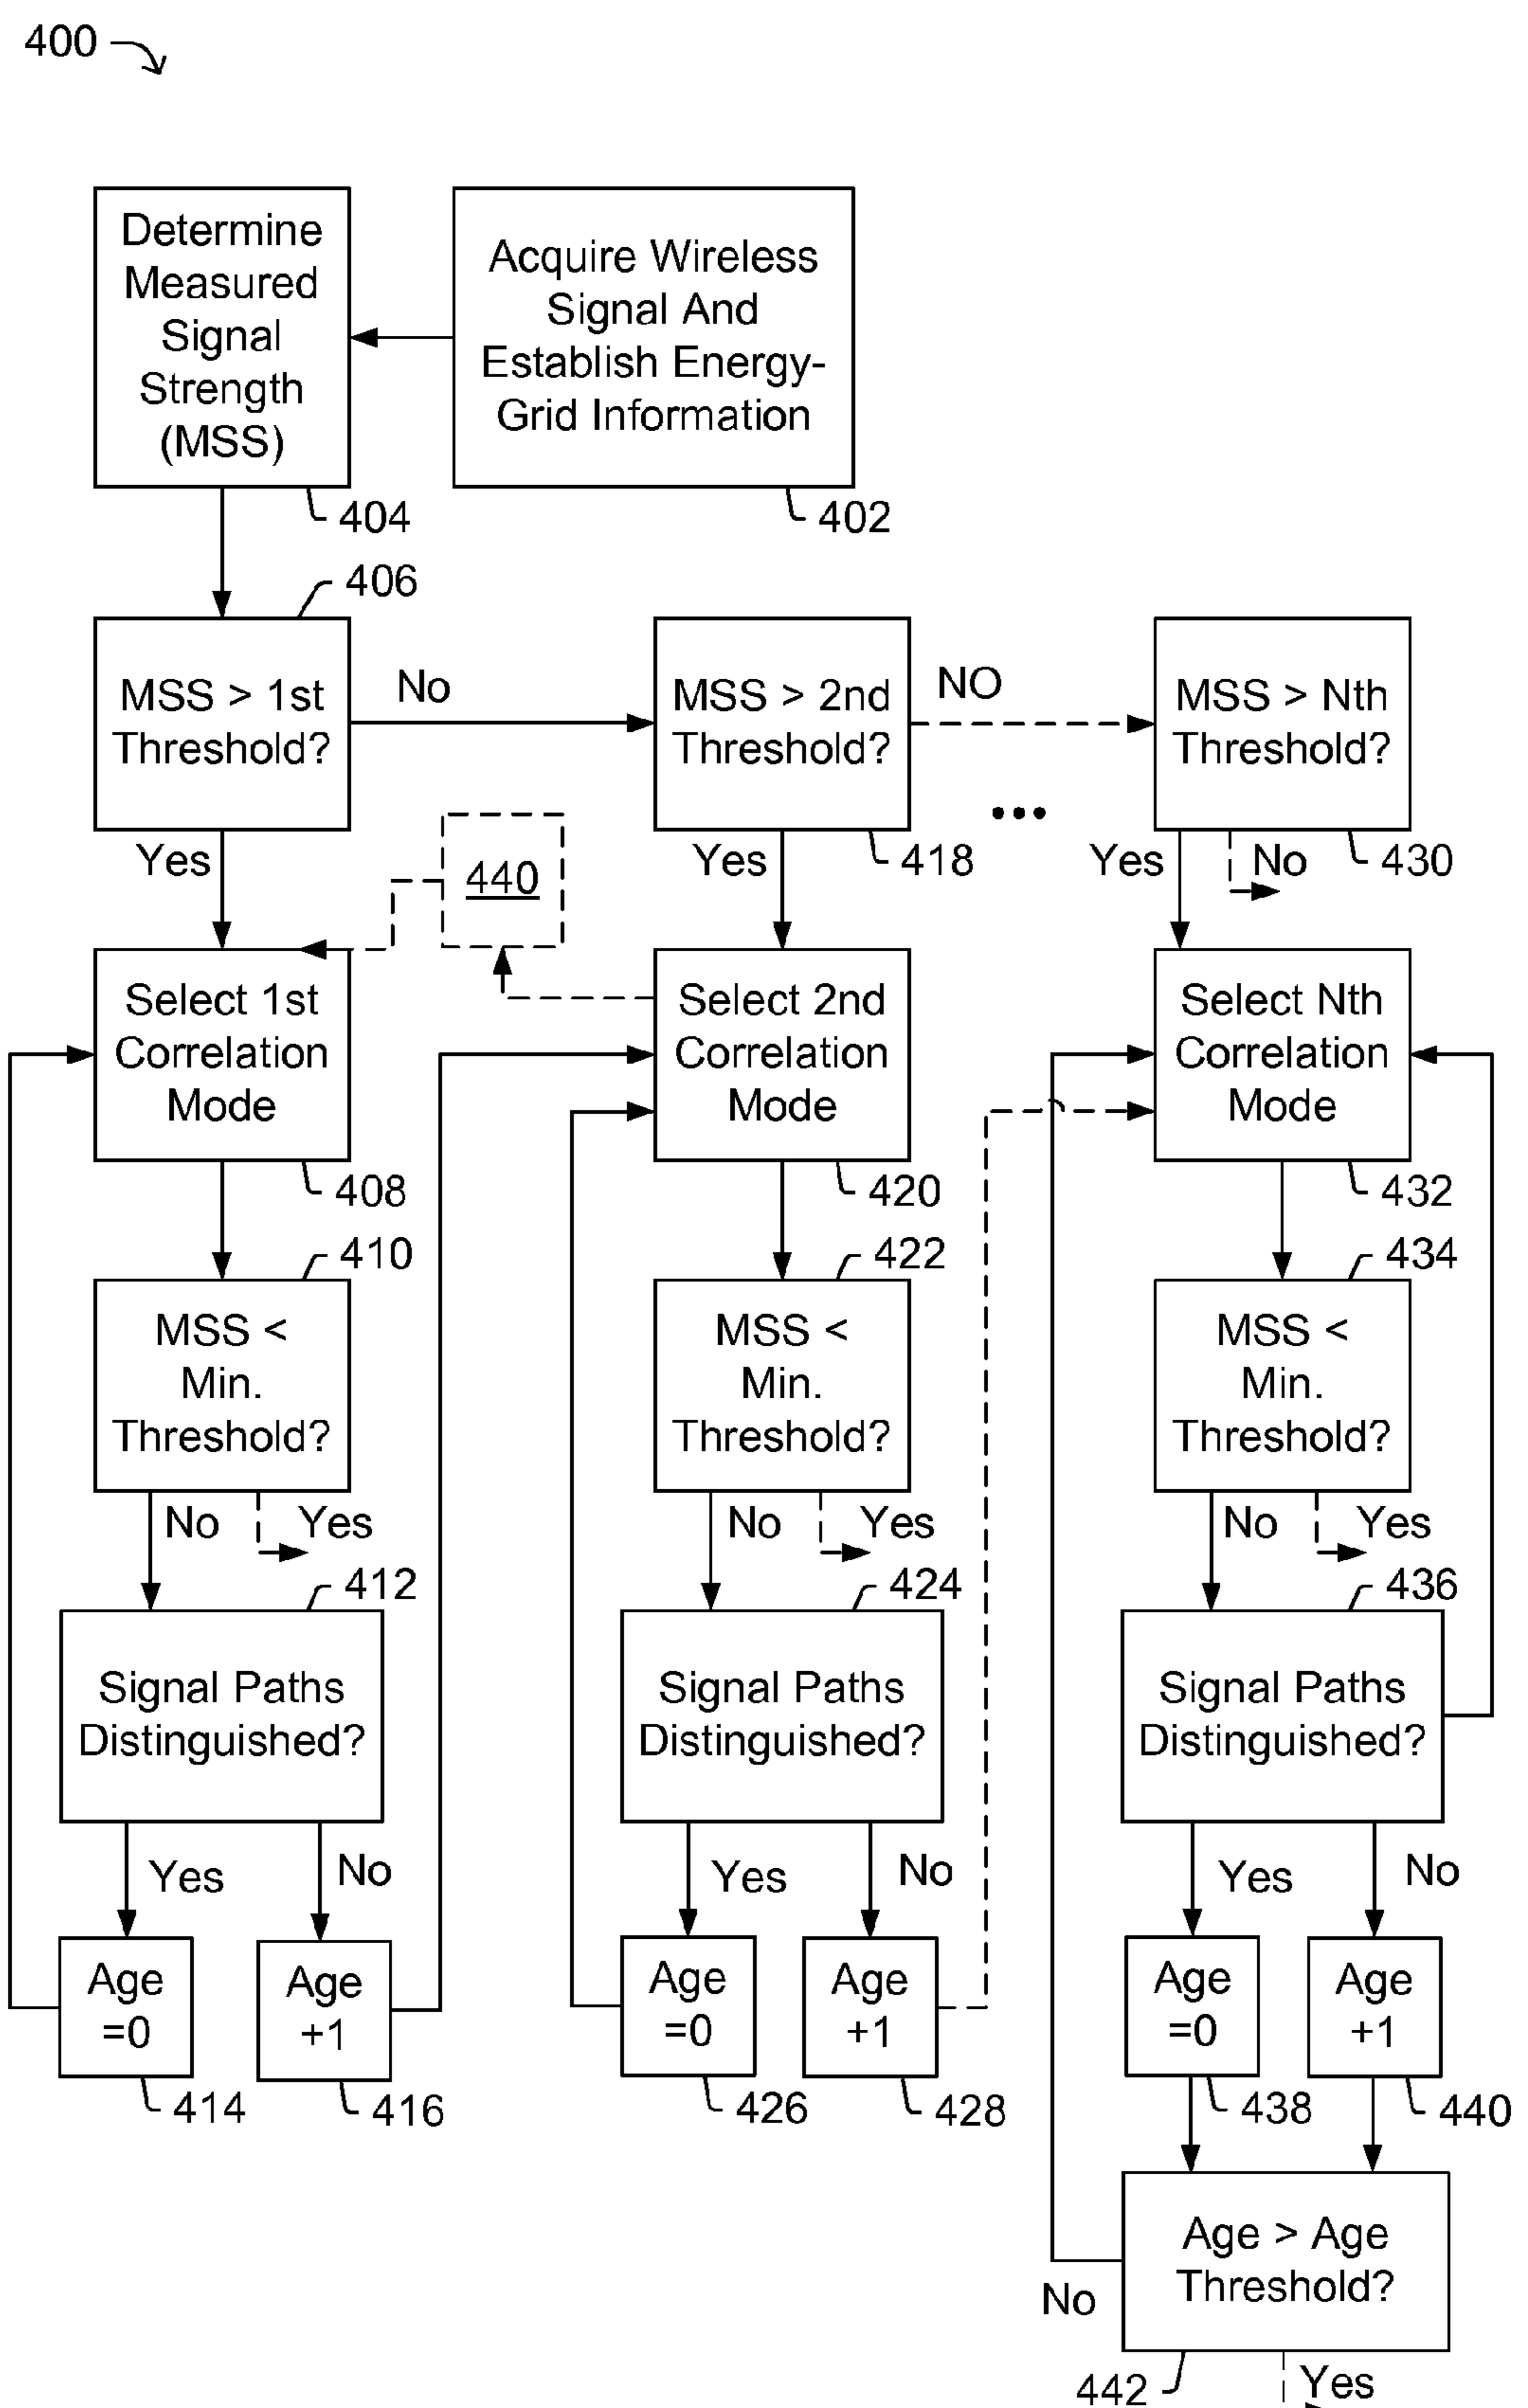 400
Determine
Measured
Signal
Strength
(MSS)
404
Acquire Wireless
Signal And
Establish Energy-
Grid Information
402
406
MSS > 1st
Threshold?
No
MSS > 2nd
Threshold?
NO
MSS > Nth
Threshold?
...
Yes
440
Yes
418
Yes
No
430
Select 1st
Correlation
Mode
408
Select 2nd
Correlation
Mode
420
Select Nth
Correlation
Mode
432
410
MSS <
Min.
Threshold?
422
MSS <
Min.
Threshold?
434
MSS <
Min.
Threshold?
No
Yes
No
Yes
No
Yes
412
Signal Paths
Distinguished?
424
Signal Paths
Distinguished?
436
Signal Paths
Distinguished?
Yes
No
Yes
No
Yes
No
Age
=0
414
Age
+1
416
Age
=0
426
Age
+1
428
Age
=0
438
Age
+1
440
Age > Age
Threshold?
No
442
Yes